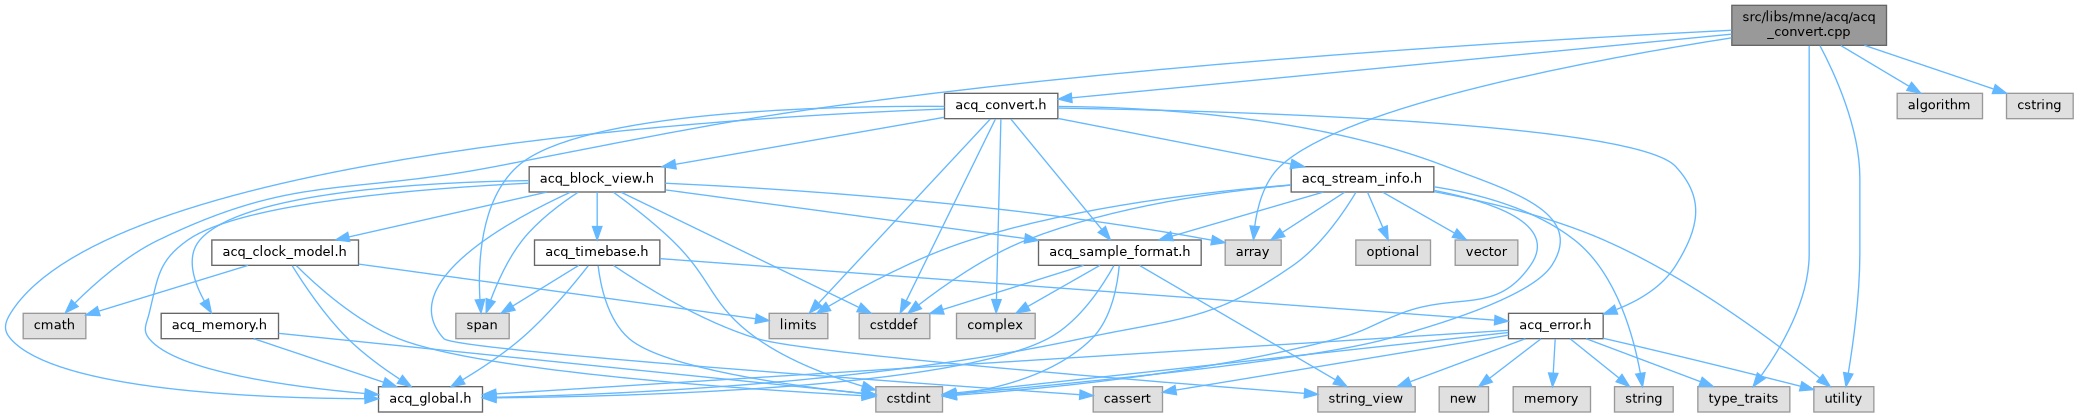 src/libs/mne/acq/acq
_convert.cpp
acq_convert.h
algorithm
cstring
acq_block_view.h
acq_stream_info.h
acq_clock_model.h
acq_timebase.h
acq_sample_format.h
array
optional
vector
cmath
acq_memory.h
span
limits
cstddef
complex
acq_error.h
acq_global.h
cstdint
cassert
string_view
new
memory
string
type_traits
utility